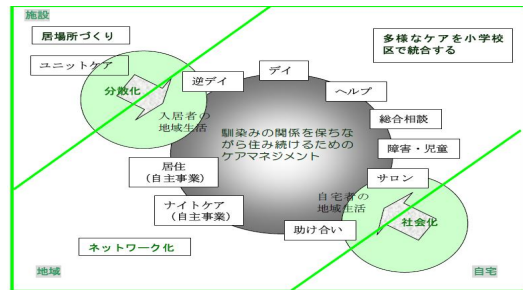 施設
居場所づくり
ユニットケア
分散化
逆デイ
入居者の
地域生活
デイ
ヘルプ
多様なケアを小学校
区で統合する
総合相談
障害・児童
サロン
馴染みの関係を保ちな
がら住み続けるための
ケアマネジメント
居住
(自主事業)
ナイトケア
(自主事業)
自宅者の
地域生活
社会化
助け合い
ネットワーク化
地域
自宅